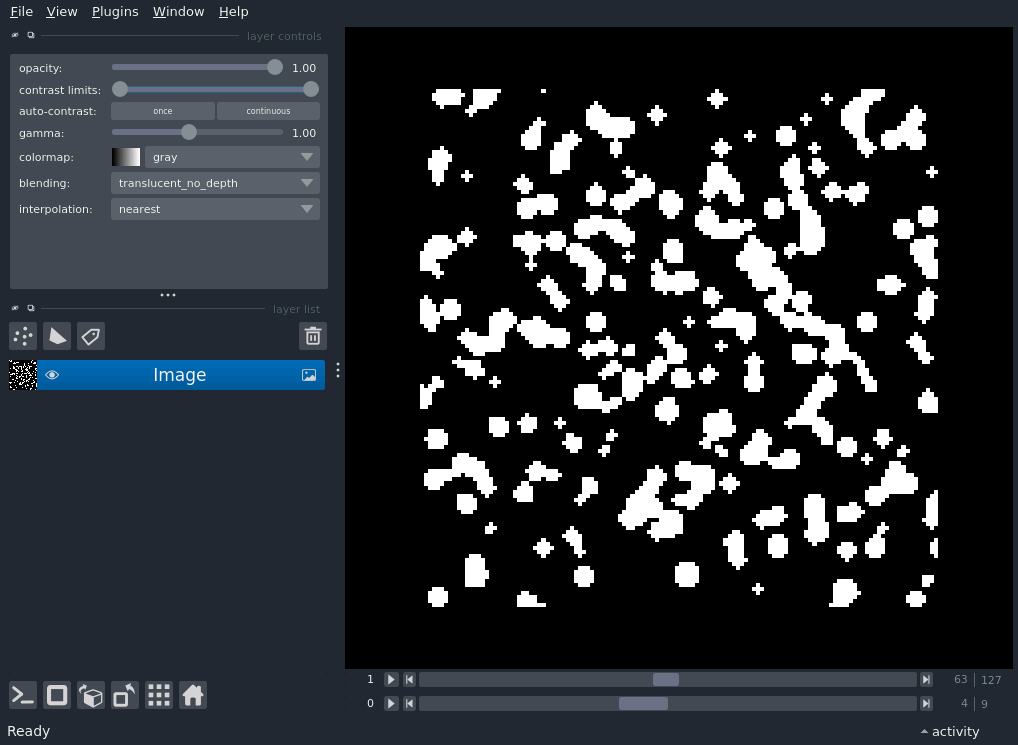 File View Plugins Window Help
layer controls
opacity: 1.00
contrast limits:
auto-contrast: once continuous
gamma: 1.00
colormap: gray
blending: translucent_no_depth
interpolation: nearest
layer list
Image
1 63 127
0 4 9
Ready activity